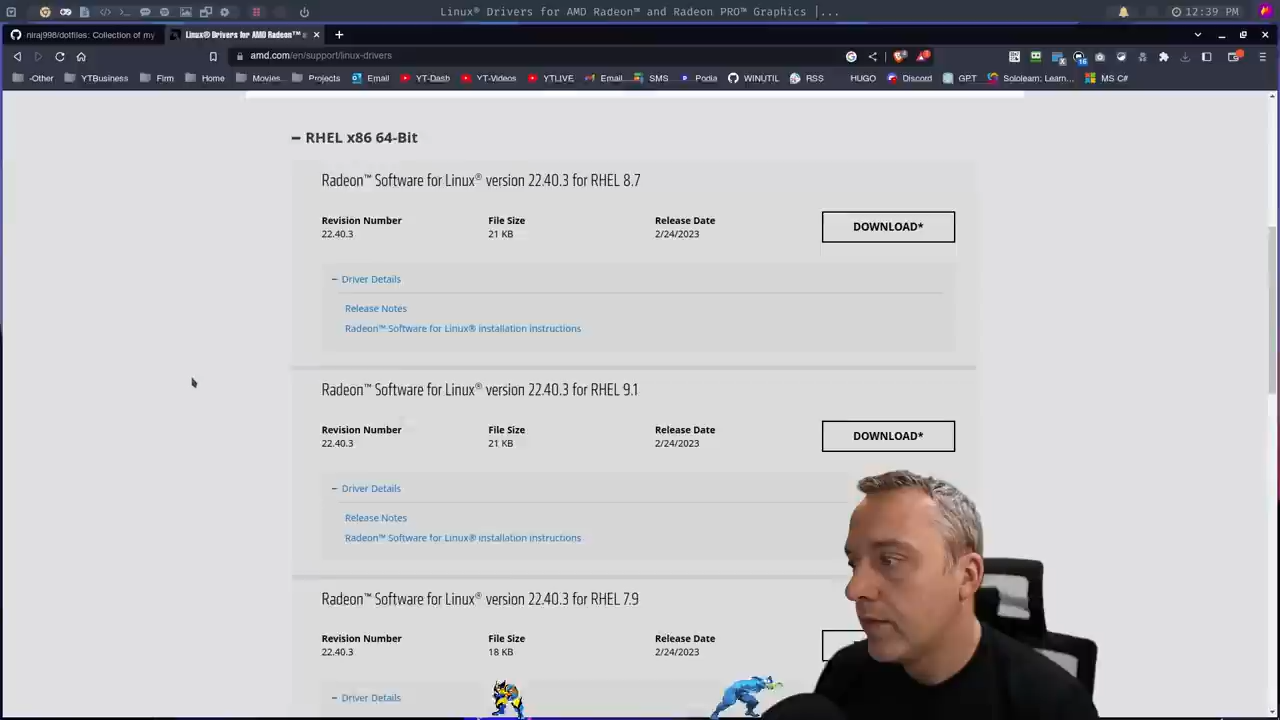 Linux® Drivers for AMD Radeon™ and Radeon PRO™ Graphics |...
12:39 PM
niraj998/dotfiles: Collection of my
Linux® Drivers for AMD Radeon™
amd.com/en/support/linux-drivers
-Other
YTBusiness
Firm
Home
Movies...
Projects
Email
YT-Dash
YT-Videos
YTLIVE
Email...
SMS
Podia
WINUTIL
RSS
HUGO
Discord
GPT
Sololearn: Learn...
MS C#
RHEL x86 64-Bit
Radeon™ Software for Linux® version 22.40.3 for RHEL 8.7
Revision Number
File Size
Release Date
DOWNLOAD*
22.40.3
21 KB
2/24/2023
Driver Details
Release Notes
Radeon™ Software for Linux® installation instructions
Radeon™ Software for Linux® version 22.40.3 for RHEL 9.1
Revision Number
File Size
Release Date
DOWNLOAD*
22.40.3
21 KB
2/24/2023
Driver Details
Release Notes
Radeon™ Software for Linux® installation instructions
Radeon™ Software for Linux® version 22.40.3 for RHEL 7.9
Revision Number
File Size
Release Date
22.40.3
18 KB
2/24/2023
Driver Details